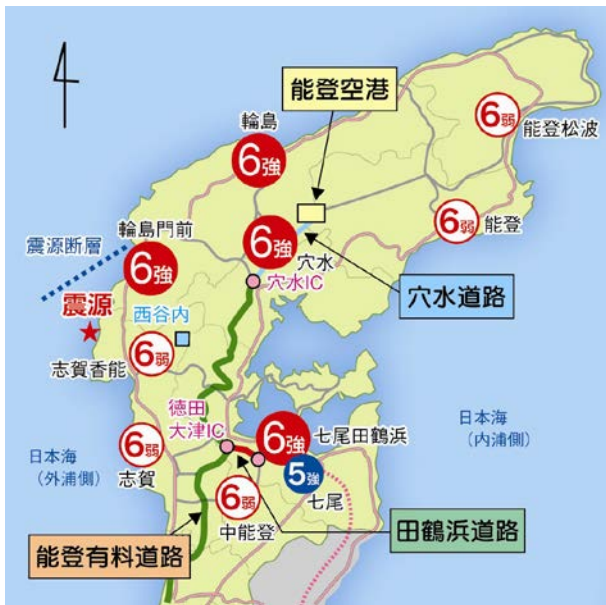 能登空港
輪島
6強
6弱
能登松波
輪島門前
6強
震源断層
6強
穴水
穴水IC
6弱
能登
穴水道路
震源
西谷内
6弱
志賀香能
徳田
大津IC
6強
七尾田鶴浜
日本海
(内浦側)
日本海
(外浦側)
6弱
志賀
5強
七尾
6弱
中能登
能登有料道路
田鶴浜道路